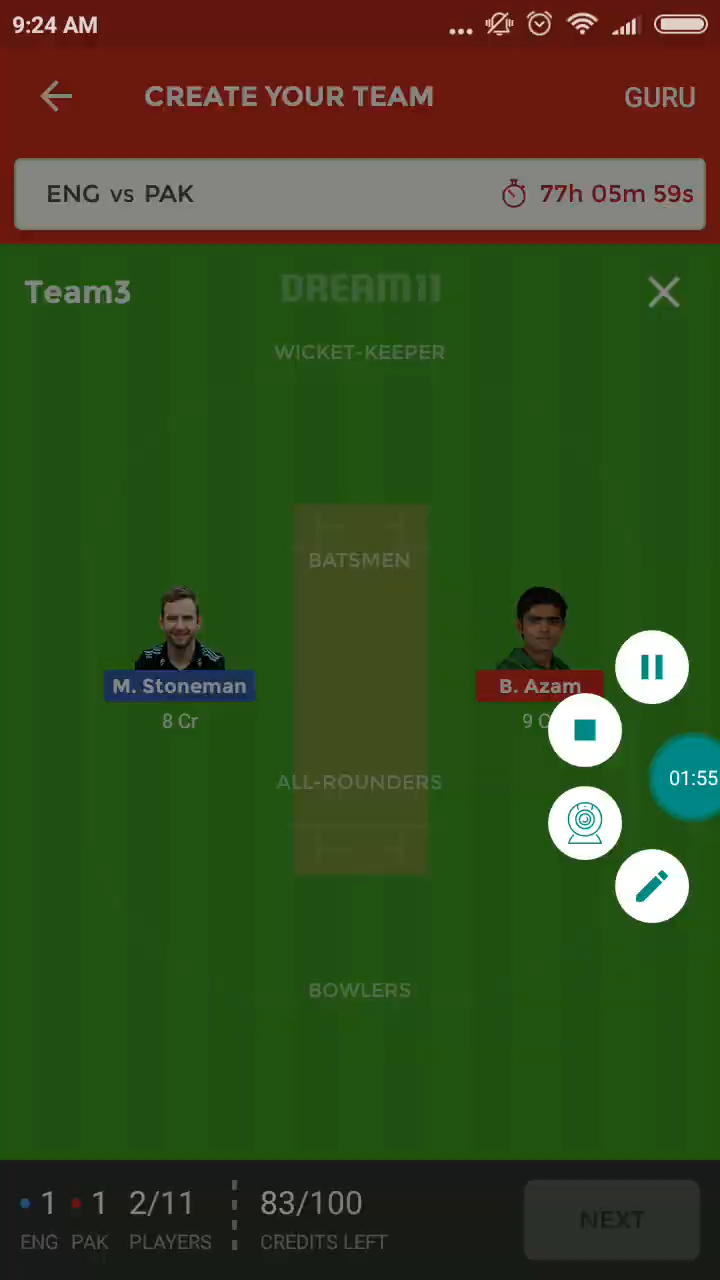 9:24 AM
CREATE YOUR TEAM
GURU
ENG vs PAK
77h 05m 59s
Team3
DREAM11
WICKET-KEEPER
BATSMEN
M. Stoneman
B. Azam
8 Cr
9 C
01:55
ALL-ROUNDERS
BOWLERS
1 1 2/11 83/100
ENG PAK PLAYERS CREDITS LEFT
NEXT